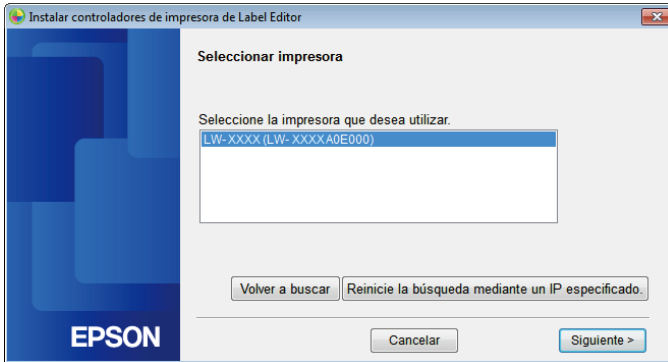 Instalar controladores de impresora de Label Editor
Seleccionar impresora
Seleccione la impresora que desea utilizar.
LW-XXXX (LW-XXXXA0E000)
Volver a buscar Reinicie la búsqueda mediante un IP especificado.
EPSON Cancelar Siguiente >